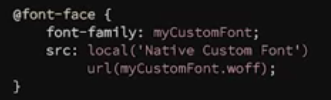 @font-face {
    font-family: myCustomFont;
    src: local('Native Custom Font')
         url(myCustomFont.woff);
}